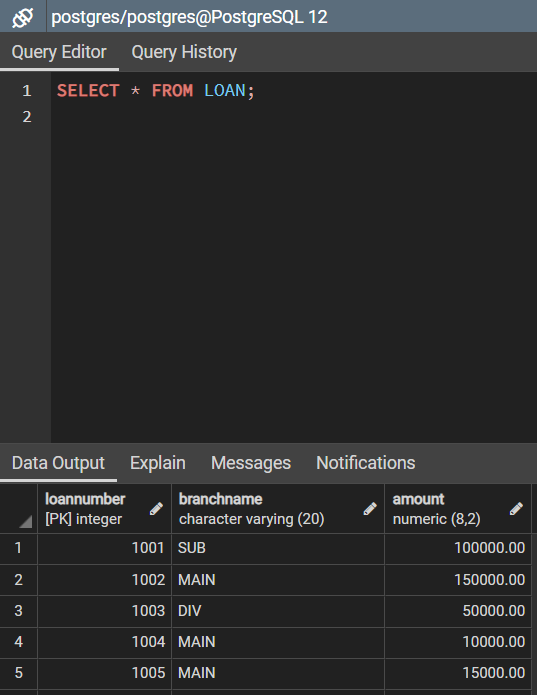 postgres/postgres@PostgreSQL 12
Query Editor Query History
1 SELECT * FROM LOAN;
2
Data Output Explain Messages Notifications
loannumber branchname amount
[PK] integer character varying (20) numeric (8,2)
1 1001 SUB 100000.00
2 1002 MAIN 150000.00
3 1003 DIV 50000.00
4 1004 MAIN 10000.00
5 1005 MAIN 15000.00